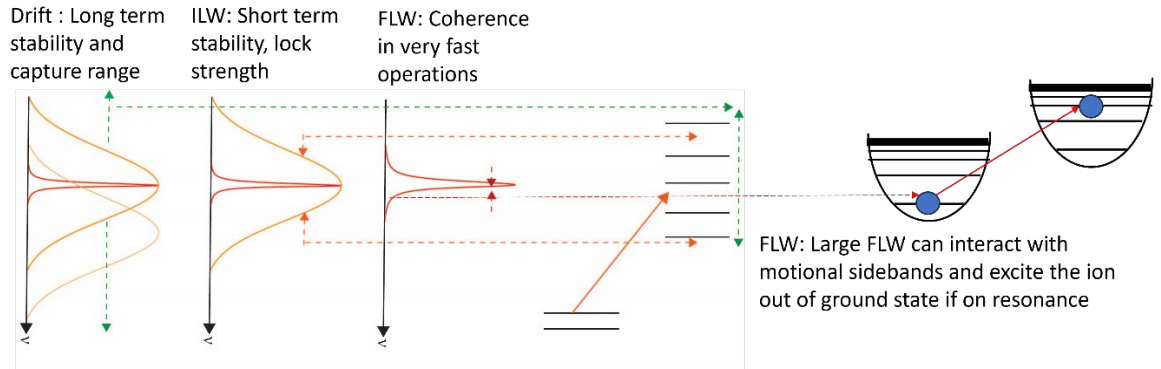 Drift : Long term
stability and
capture range
ILW: Short term
stability, lock
strength
FLW: Coherence
in very fast
operations
ν
ν
ν
FLW: Large FLW can interact with
motional sidebands and excite the ion
out of ground state if on resonance